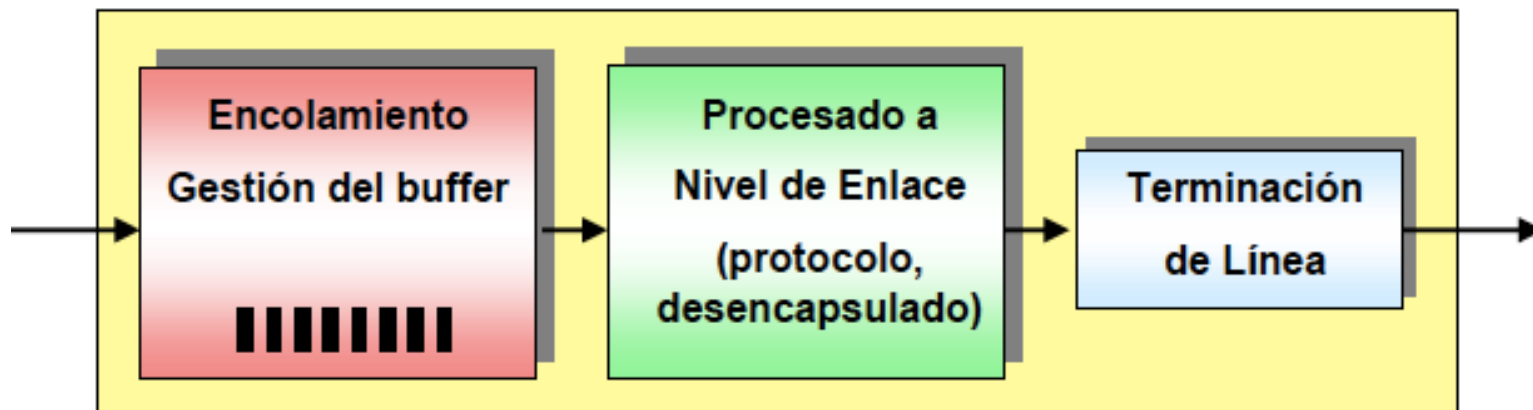 Encolamiento
Gestión del buffer
Procesado a
Nivel de Enlace
(protocolo,
desencapsulado)
Terminación
de Línea